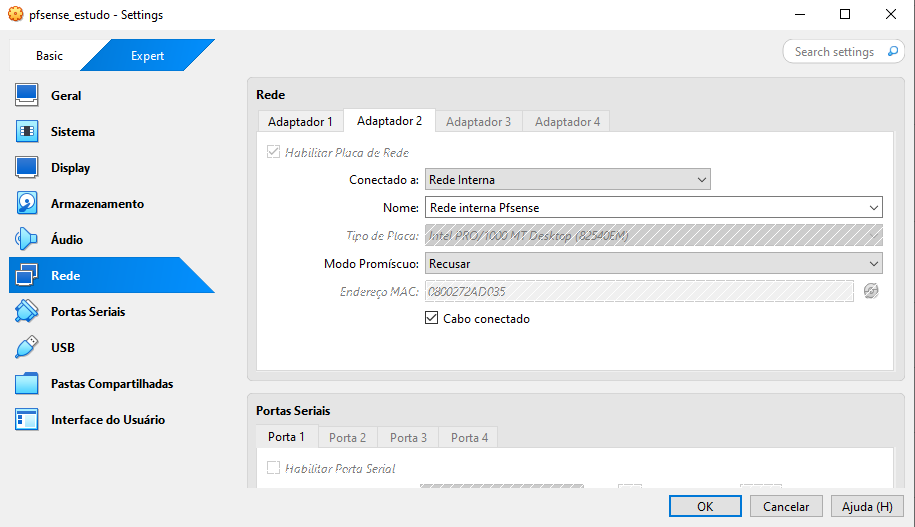 pfsense_estudo - Settings
Basic
Expert
Search settings
Geral
Sistema
Display
Armazenamento
Áudio
Rede
Portas Seriais
USB
Pastas Compartilhadas
Interface do Usuário
Rede
Adaptador 1 Adaptador 2 Adaptador 3 Adaptador 4
Habilitar Placa de Rede
Conectado a: Rede Interna
Nome: Rede interna Pfsense
Tipo de Placa: Intel PRO/1000 MT Desktop (82540EM)
Modo Promíscuo: Recusar
Endereço MAC: 0800272AD035
Cabo conectado
Portas Seriais
Porta 1 Porta 2 Porta 3 Porta 4
Habilitar Porta Serial
OK Cancelar Ajuda (H)